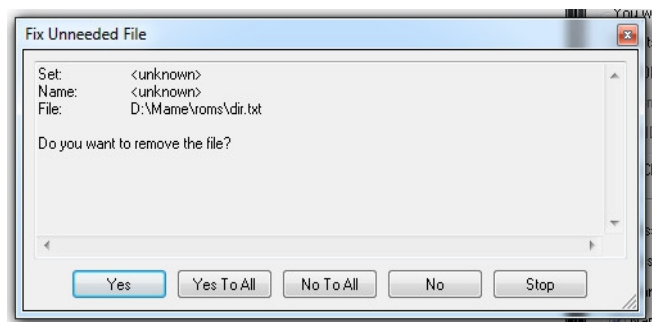 Fix Unneeded File
Set: <unknown>
Name: <unknown>
File: D:\Mame\roms\dir.txt
Do you want to remove the file?
Yes Yes To All No To All No Stop